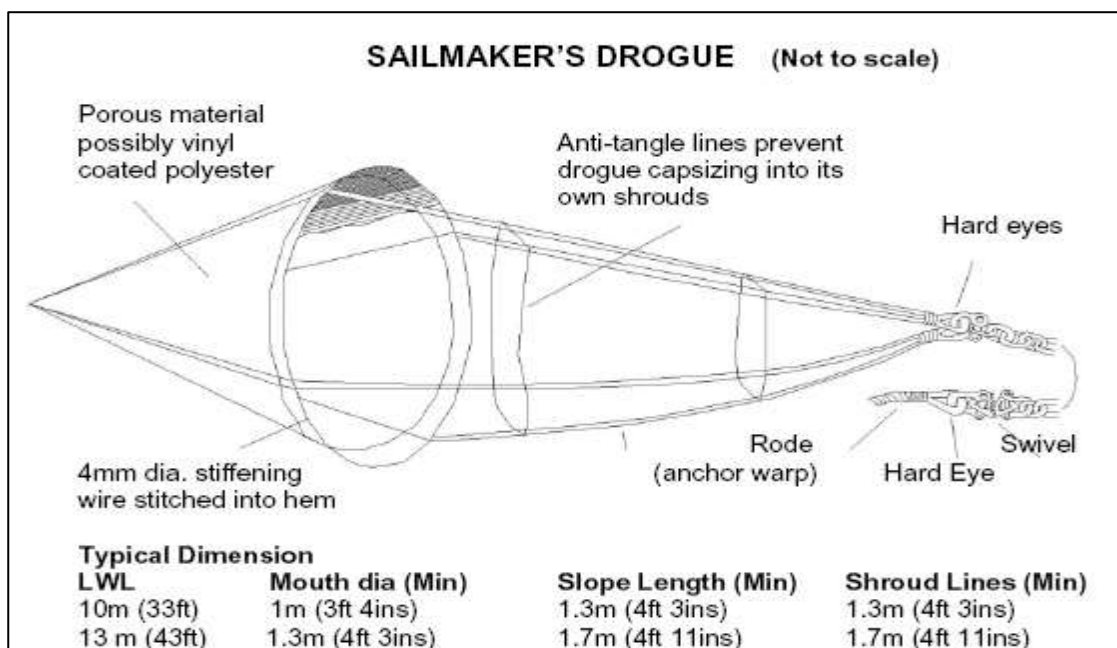 SAILMAKER'S DROGUE (Not to scale)
Porous material
possibly vinyl
coated polyester
Anti-tangle lines prevent
drogue capsizing into its
own shrouds
Hard eyes
4mm dia. stiffening
wire stitched into hem
Rode
(anchor warp)
Hard Eye
Swivel
Typical Dimension
LWL Mouth dia (Min) Slope Length (Min) Shroud Lines (Min)
10m (33ft) 1m (3ft 4ins) 1.3m (4ft 3ins) 1.3m (4ft 3ins)
13 m (43ft) 1.3m (4ft 3ins) 1.7m (4ft 11ins) 1.7m (4ft 11ins)